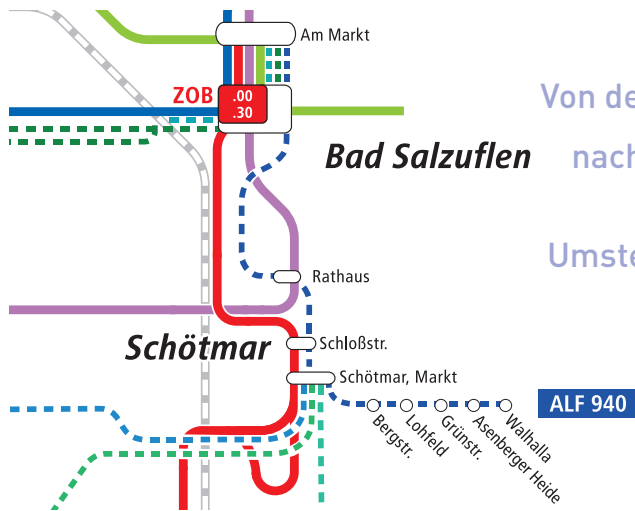 Am Markt
ZOB
.00
.30
Von de
Bad Salzuflen
nach
Umste
Rathaus
Schötmar
Schloßstr.
Schötmar, Markt
ALF 940
Bergstr.
Lohfeld
Grünstr.
Asenberger Heide
Walhalla